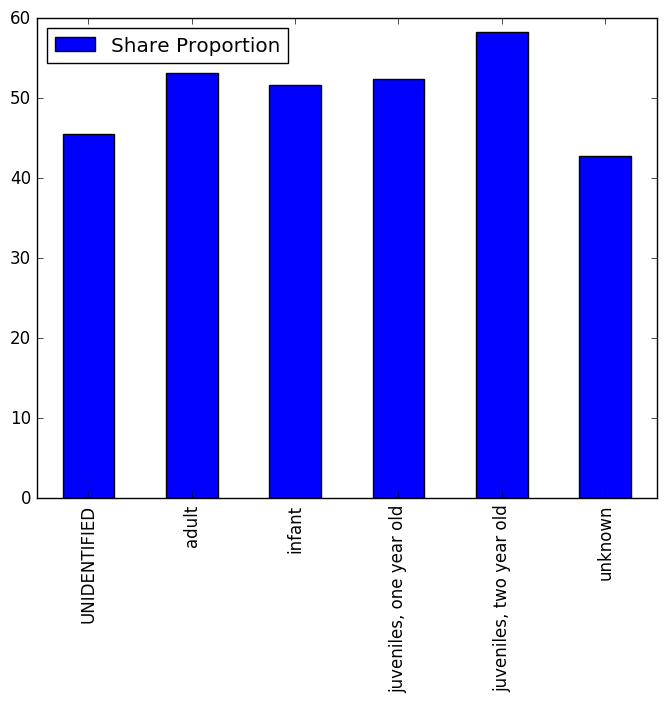 Share Proportion
60
50
40
30
20
10
0
UNIDENTIFIED
adult
infant
juveniles, one year old
juveniles, two year old
unknown